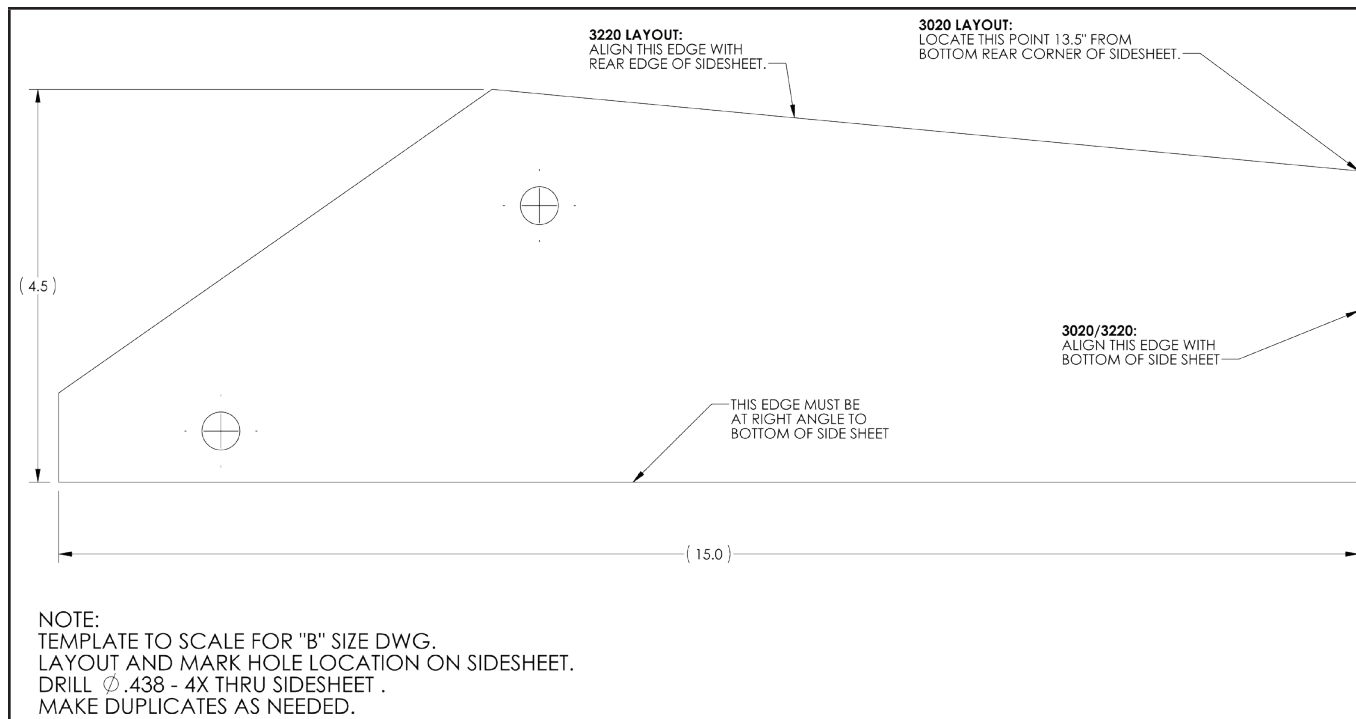 3220 LAYOUT:
ALIGN THIS EDGE WITH
REAR EDGE OF SIDESHEET.
3020 LAYOUT:
LOCATE THIS POINT 13.5" FROM
BOTTOM REAR CORNER OF SIDESHEET.
( 4.5 )
3020/3220:
ALIGN THIS EDGE WITH
BOTTOM OF SIDE SHEET
THIS EDGE MUST BE
AT RIGHT ANGLE TO
BOTTOM OF SIDE SHEET
( 15.0 )
NOTE:
TEMPLATE TO SCALE FOR "B" SIZE DWG.
LAYOUT AND MARK HOLE LOCATION ON SIDESHEET.
DRILL ∅ .438 - 4X THRU SIDESHEET .
MAKE DUPLICATES AS NEEDED.